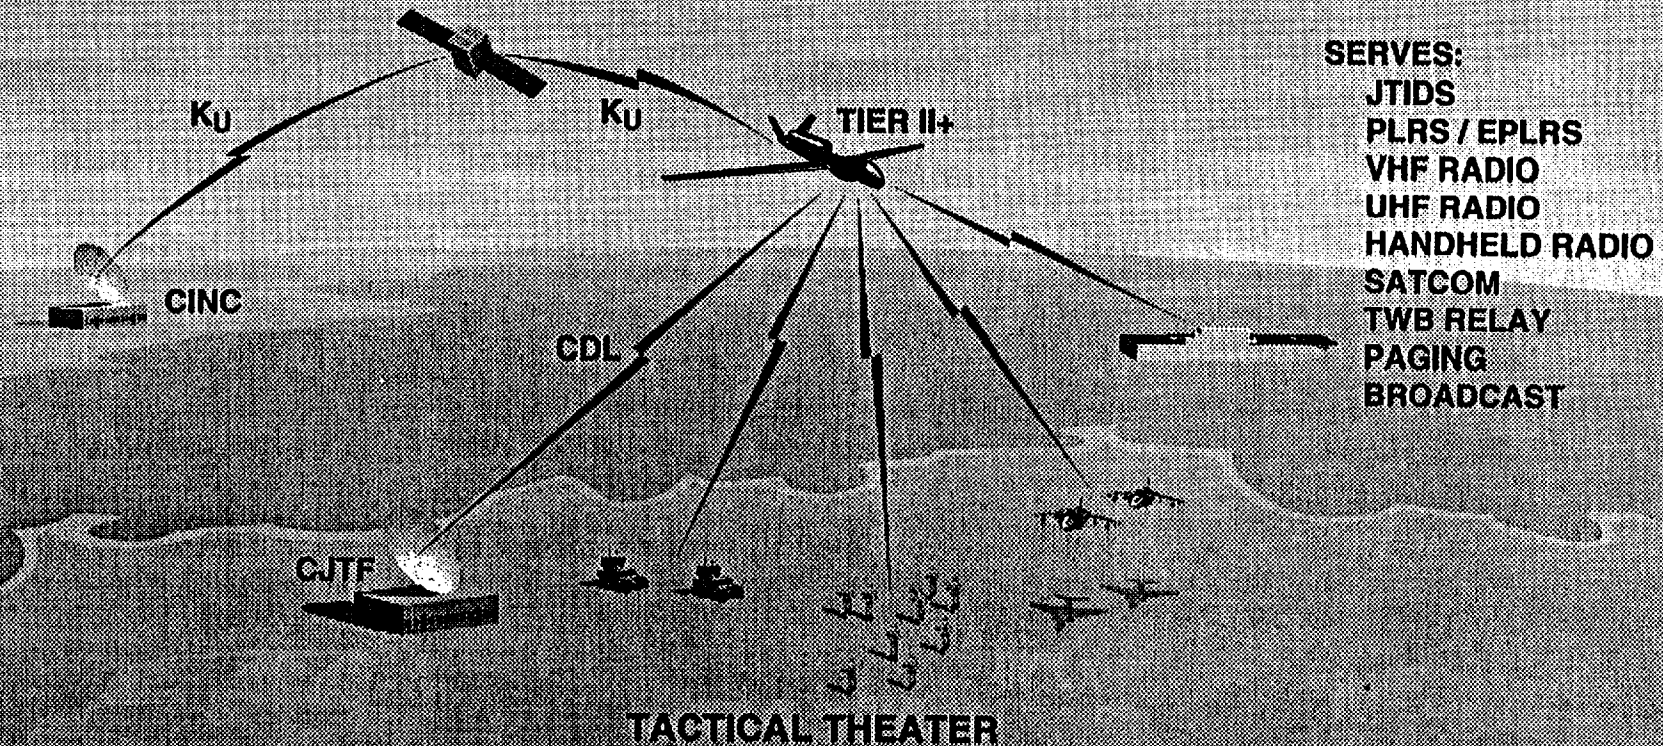 SERVES:
JTIDS
PLRS / EPLRS
VHF RADIO
UHF RADIO
HANDHELD RADIO
SATCOM
TWB RELAY
PAGING
BROADCAST
KU
KU
TIER II+
CINC
CDL
CJTF
TACTICAL THEATER